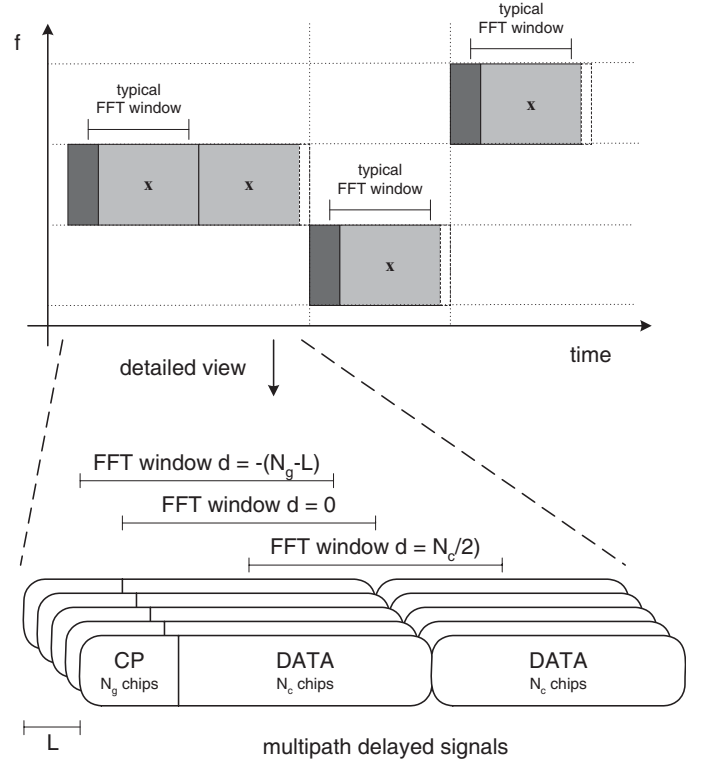 f
typical
FFT window
x
typical
FFT window
x
x
typical
FFT window
x
time
detailed view
FFT window d = -(N_g-L)
FFT window d = 0
FFT window d = N_c/2)
CP
N_g chips
DATA
N_c chips
DATA
N_c chips
L
multipath delayed signals